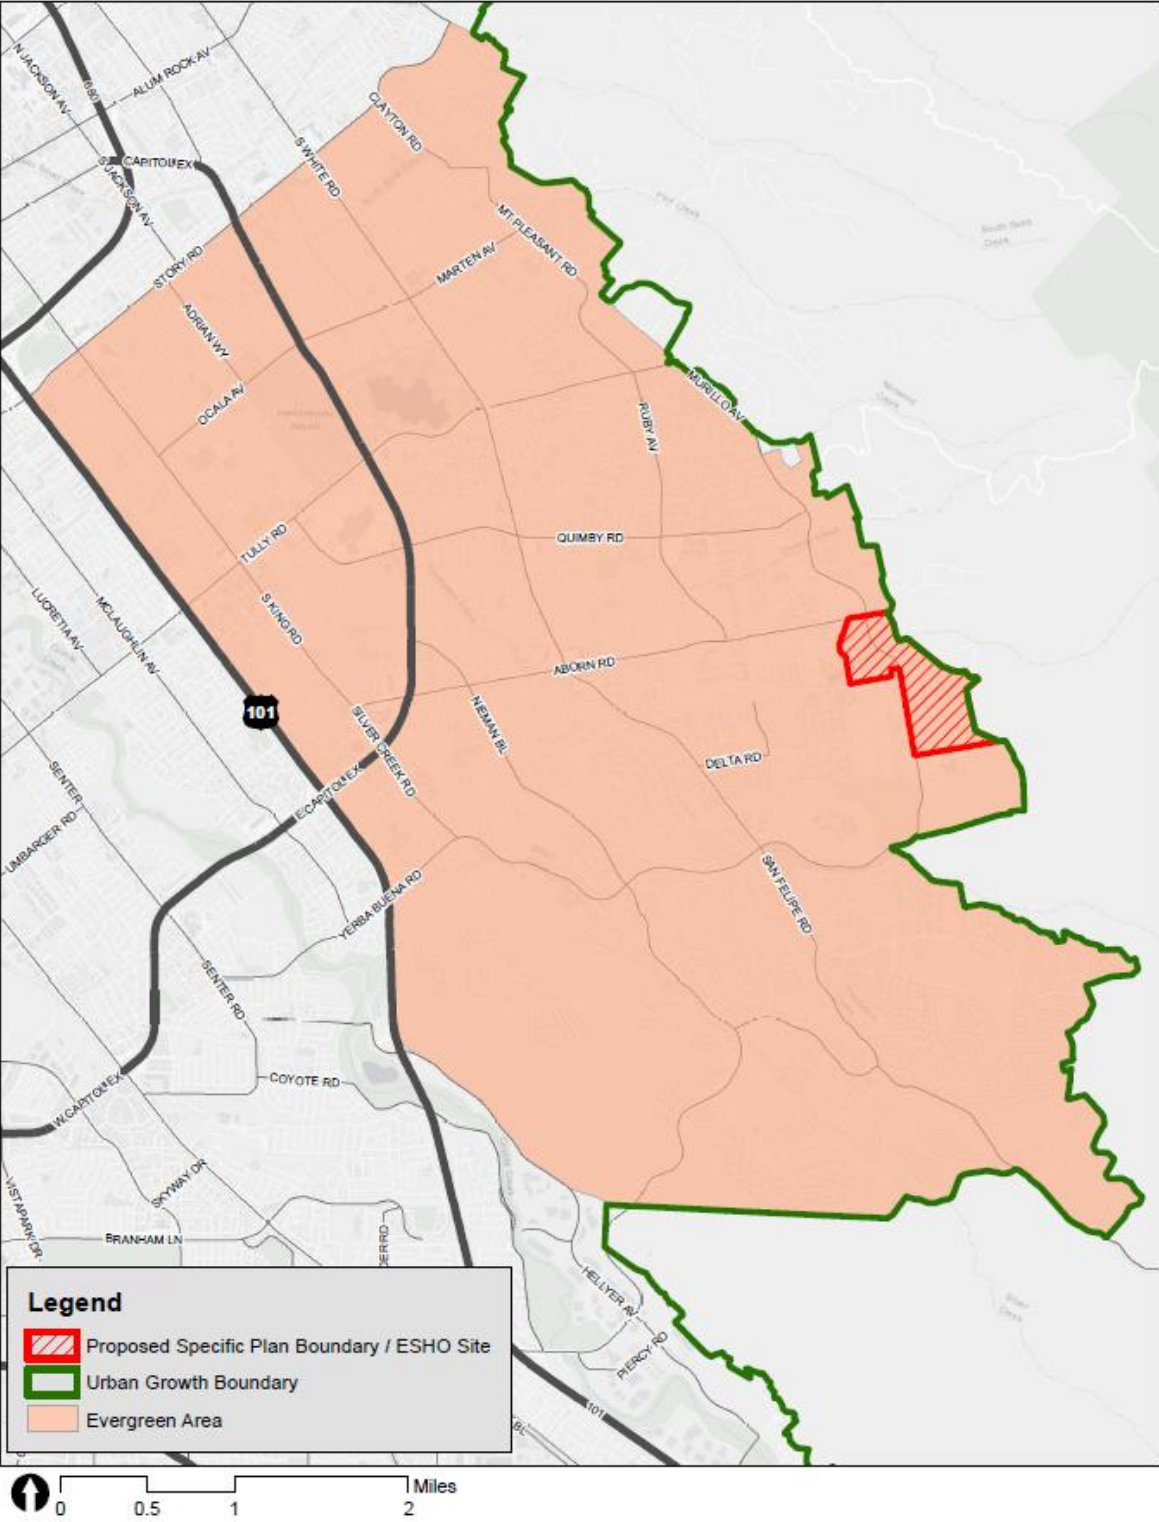 N JACKSON AV
680
ALUM ROCK AV
CLAYTON RD
CAPITOL EX
S JACKSON AV
S WHITE RD
MT PLEASANT RD
MARTEN AV
STORY RD
ADRIAN WY
OCALA AV
MURILLO AV
RUBY AV
TULLY RD
QUIMBY RD
S KING RD
LUCRETIA AV
MCLAUGHLIN AV
ABORN RD
101
SILVER CREEK RD
NIEMAN BL
DELTA RD
SENTER
E CAPITOL EX
UMBARGER RD
YERBA BUENA RD
SAN FELIPE RD
SENTER RD
COYOTE RD
W CAPITOL EX
SKYWAY DR
VISTAPARK DR
BRANHAM LN
DER RD
HELLYER AV
PIERCY RD
101
BL
Legend
Proposed Specific Plan Boundary / ESHO Site
Urban Growth Boundary
Evergreen Area
Miles
0 0.5 1 2